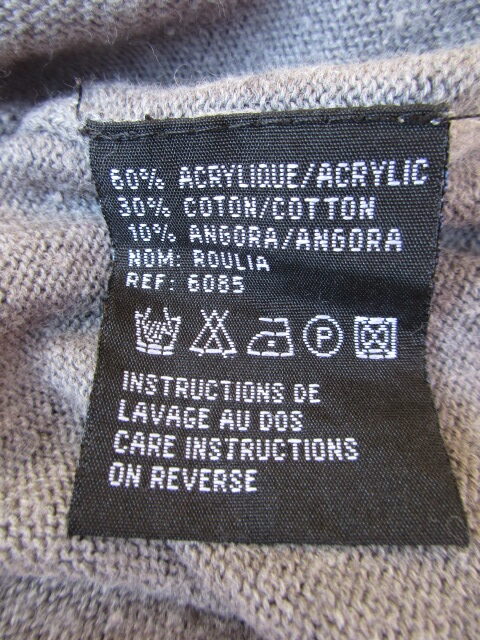 60% ACRYLIQUE/ACRYLIC
30% COTON/COTTON
10% ANGORA/ANGORA
NOM: ROULIA
REF: 6085
P
INSTRUCTIONS DE
LAVAGE AU DOS
CARE INSTRUCTIONS
ON REVERSE